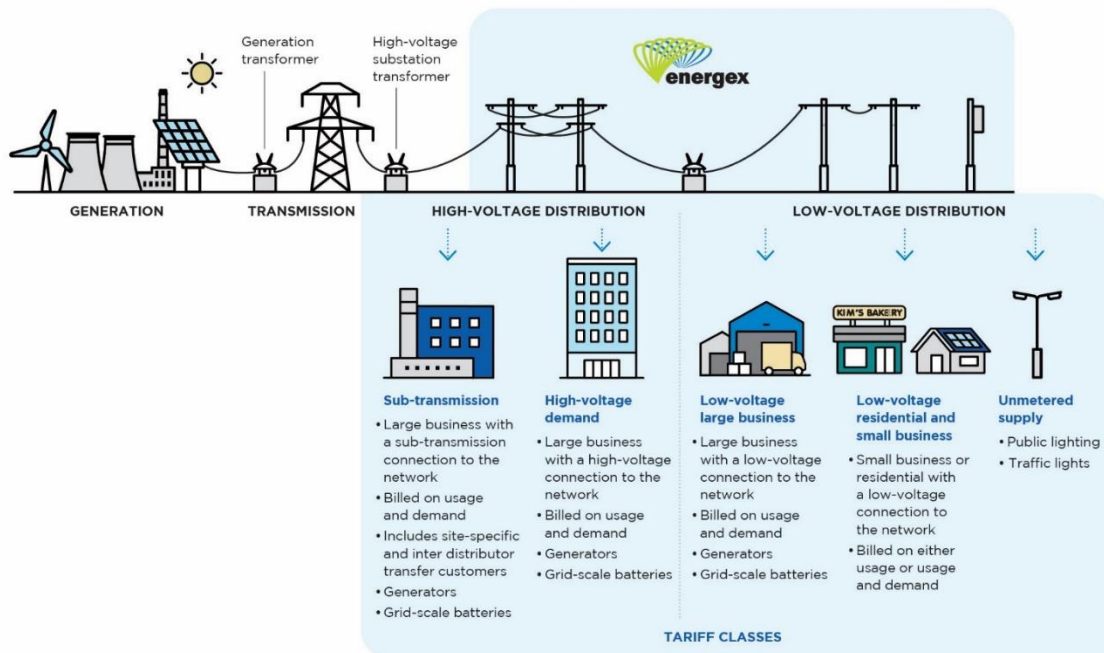 Generation
transformer
High-voltage
substation
transformer
energex
GENERATION
TRANSMISSION
HIGH-VOLTAGE DISTRIBUTION
LOW-VOLTAGE DISTRIBUTION
KIM'S BAKERY
Sub-transmission
• Large business with
a sub-transmission
connection to the
network
• Billed on usage
and demand
• Includes site-specific
and inter distributor
transfer customers
• Generators
• Grid-scale batteries
High-voltage
demand
• Large business
with a high-voltage
connection to the
network
• Billed on usage
and demand
• Generators
• Grid-scale batteries
Low-voltage
large business
• Large business
with a low-voltage
connection to the
network
• Billed on usage
and demand
• Generators
• Grid-scale batteries
Low-voltage
residential and
small business
• Small business or
residential with
a low-voltage
connection to
the network
• Billed on either
usage or usage
and demand
Unmetered
supply
• Public lighting
• Traffic lights
TARIFF CLASSES